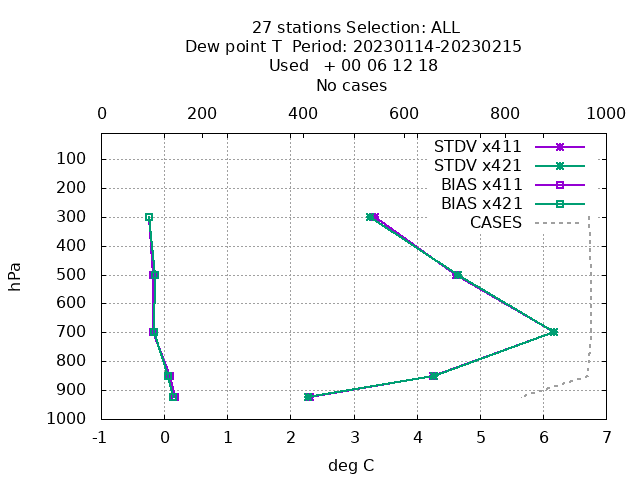 27 stations Selection: ALL
Dew point T  Period: 20230114-20230215
Used   + 00 06 12 18
No cases
0 200 400 600 800 1000
STDV x411
STDV x421
BIAS x411
BIAS x421
CASES
100
200
300
400
500
600
700
800
900
1000
hPa
-1 0 1 2 3 4 5 6 7
deg C